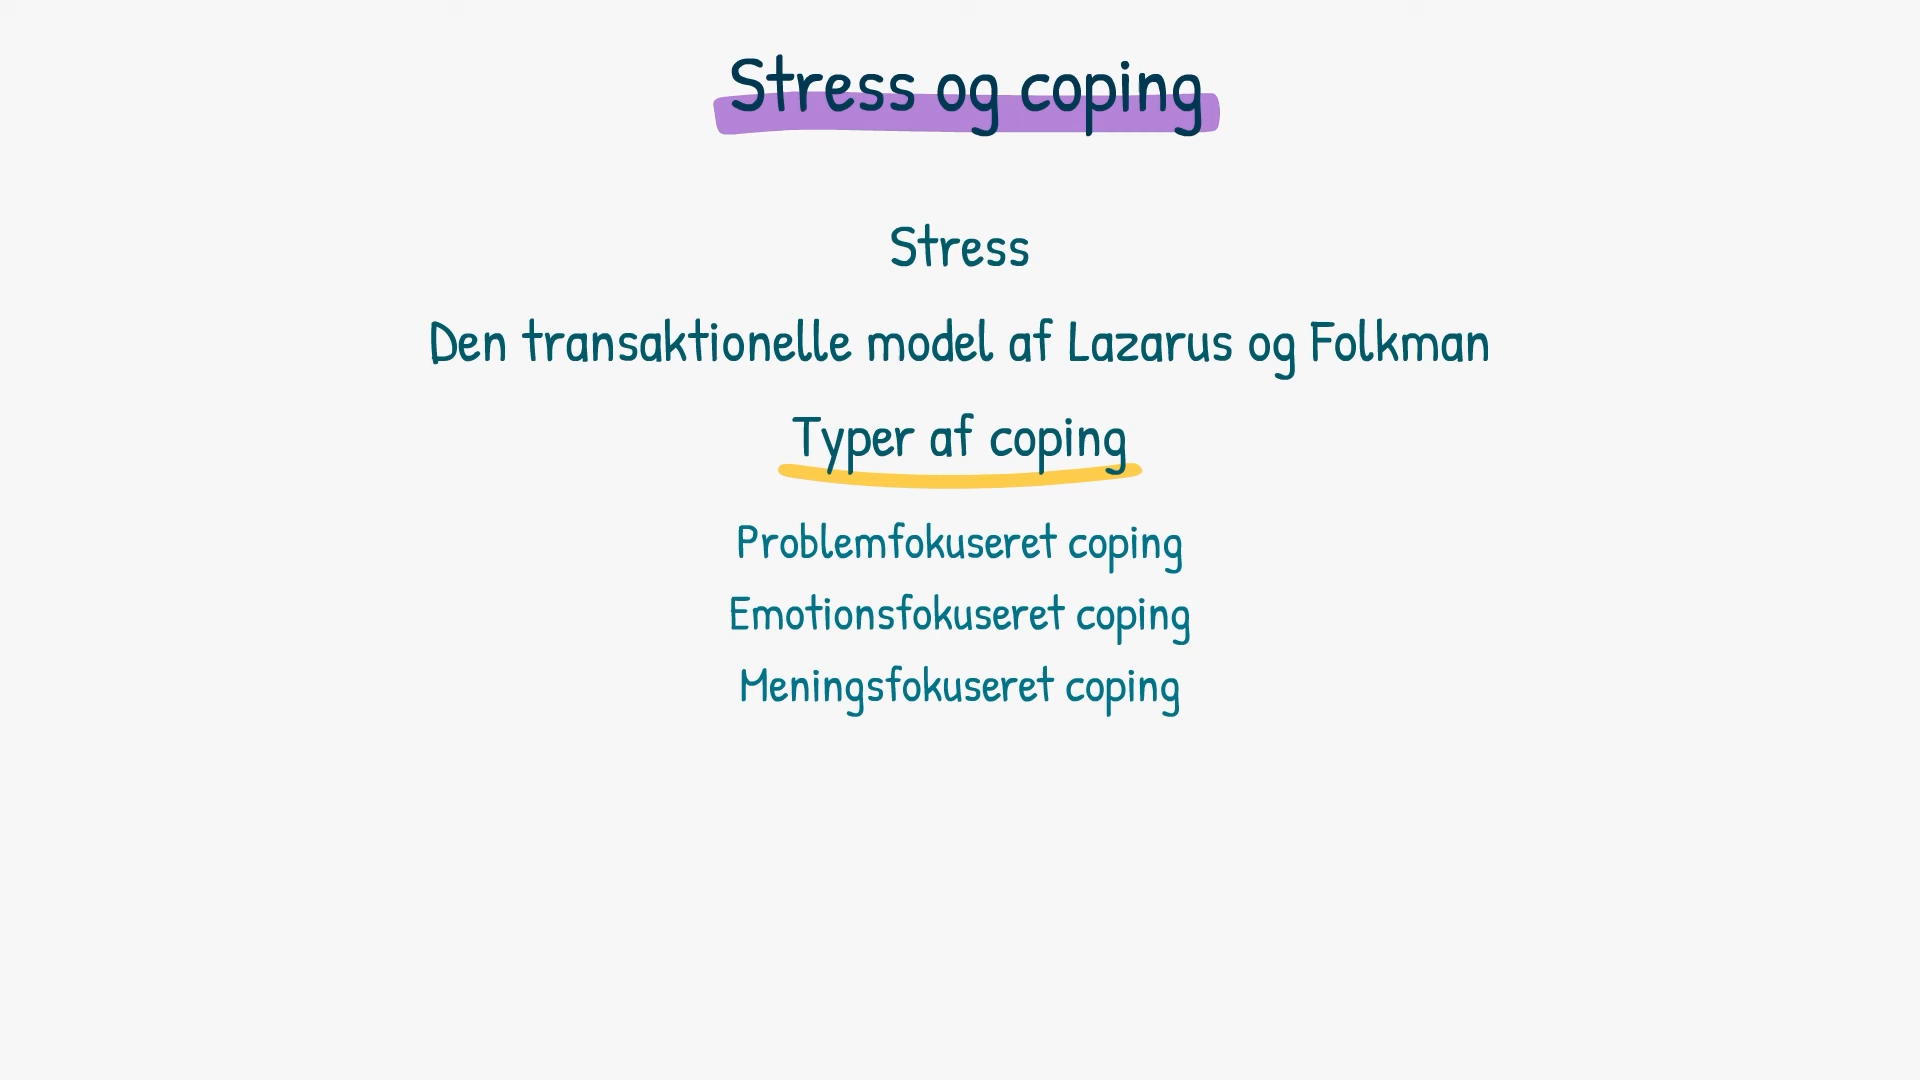 Stress og coping
Stress
Den transaktionelle model af Lazarus og Folkman
Typer af coping
Problemfokuseret coping
Emotionsfokuseret coping
Meningsfokuseret coping